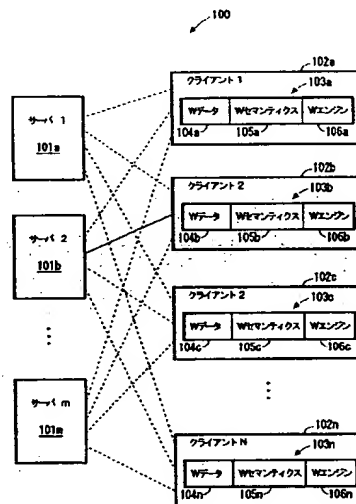 100
サーバ 1
101a
サーバ 2
101b
サーバ m
101m
102a
クライアント 1
103a
Wデータ Wセマンティクス Wエンジン
104a 105a 106a
102b
クライアント2
103b
Wデータ Wセマンティクス Wエンジン
104b 105b 106b
102c
クライアント2
103c
Wデータ Wセマンティクス Wエンジン
104c 105c 106c
102n
クライアントN
103n
Wデータ Wセマンティクス Wエンジン
104n 105n 106n